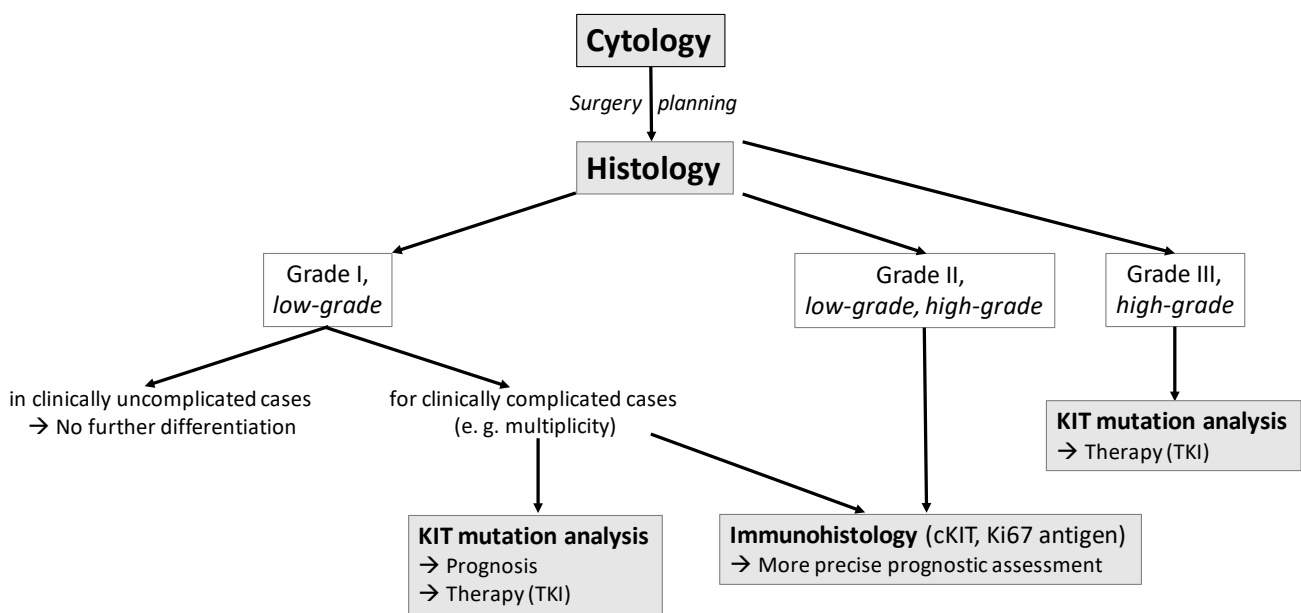 Cytology
Surgery planning
Histology
Grade I,
low-grade
Grade II,
low-grade, high-grade
Grade III,
high-grade
in clinically uncomplicated cases
→ No further differentiation
for clinically complicated cases
(e. g. multiplicity)
KIT mutation analysis
→ Therapy (TKI)
KIT mutation analysis
→ Prognosis
→ Therapy (TKI)
Immunohistology (cKIT, Ki67 antigen)
→ More precise prognostic assessment